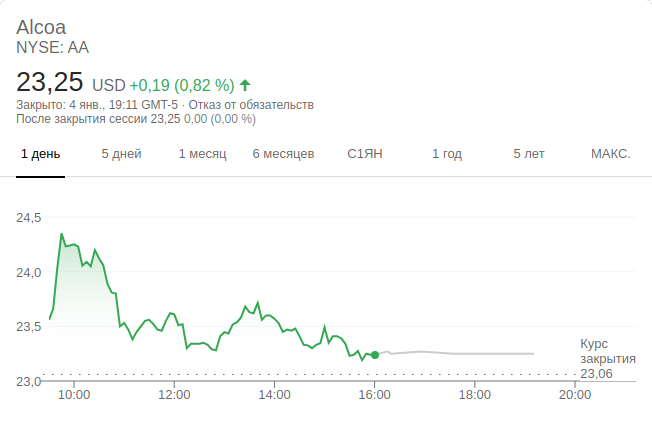 Alcoa
NYSE: AA
23,25 USD +0,19 (0,82 %)
Закрыто: 4 янв., 19:11 GMT-5 · Отказ от обязательств
После закрытия сессии 23,25 0,00 (0,00 %)
1 день 5 дней 1 месяц 6 месяцев С1ЯН 1 год 5 лет МАКС.
24,5
24,0
23,5
Курс
закрытия
23,06
23,0
10:00 12:00 14:00 16:00 18:00 20:00